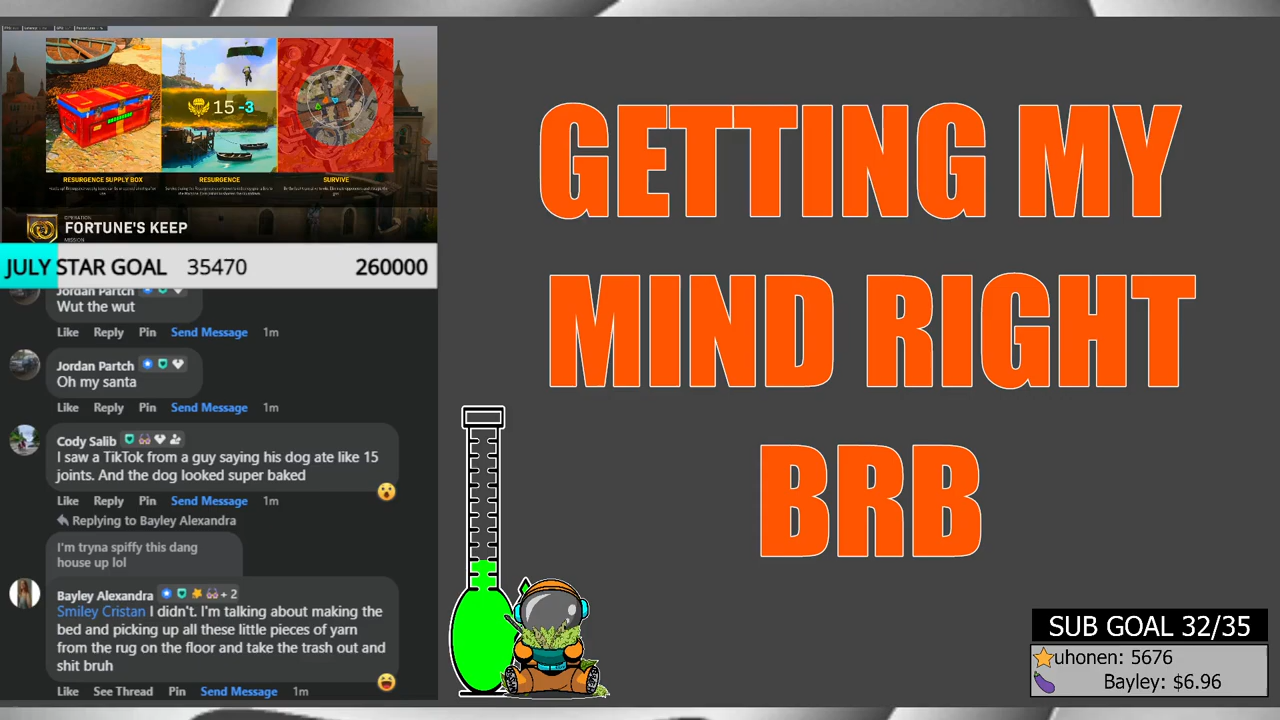 15 -3
RESURGENCE SUPPLY BOX
RESURGENCE
SURVIVE
OPERATION
FORTUNE'S KEEP
MISSION
JULY STAR GOAL 35470 260000
Jordan Partch
Wut the wut
Like Reply Pin Send Message 1m
Jordan Partch
Oh my santa
Like Reply Pin Send Message 1m
Cody Salib
I saw a TikTok from a guy saying his dog ate like 15
joints. And the dog looked super baked
Like Reply Pin Send Message 1m
Replying to Bayley Alexandra
I'm tryna spiffy this dang
house up lol
Bayley Alexandra + 2
Smiley Cristan I didn't. I'm talking about making the
bed and picking up all these little pieces of yarn
from the rug on the floor and take the trash out and
shit bruh
Like See Thread Pin Send Message 1m
GETTING MY
MIND RIGHT
BRB
SUB GOAL 32/35
uhonen: 5676
Bayley: $6.96